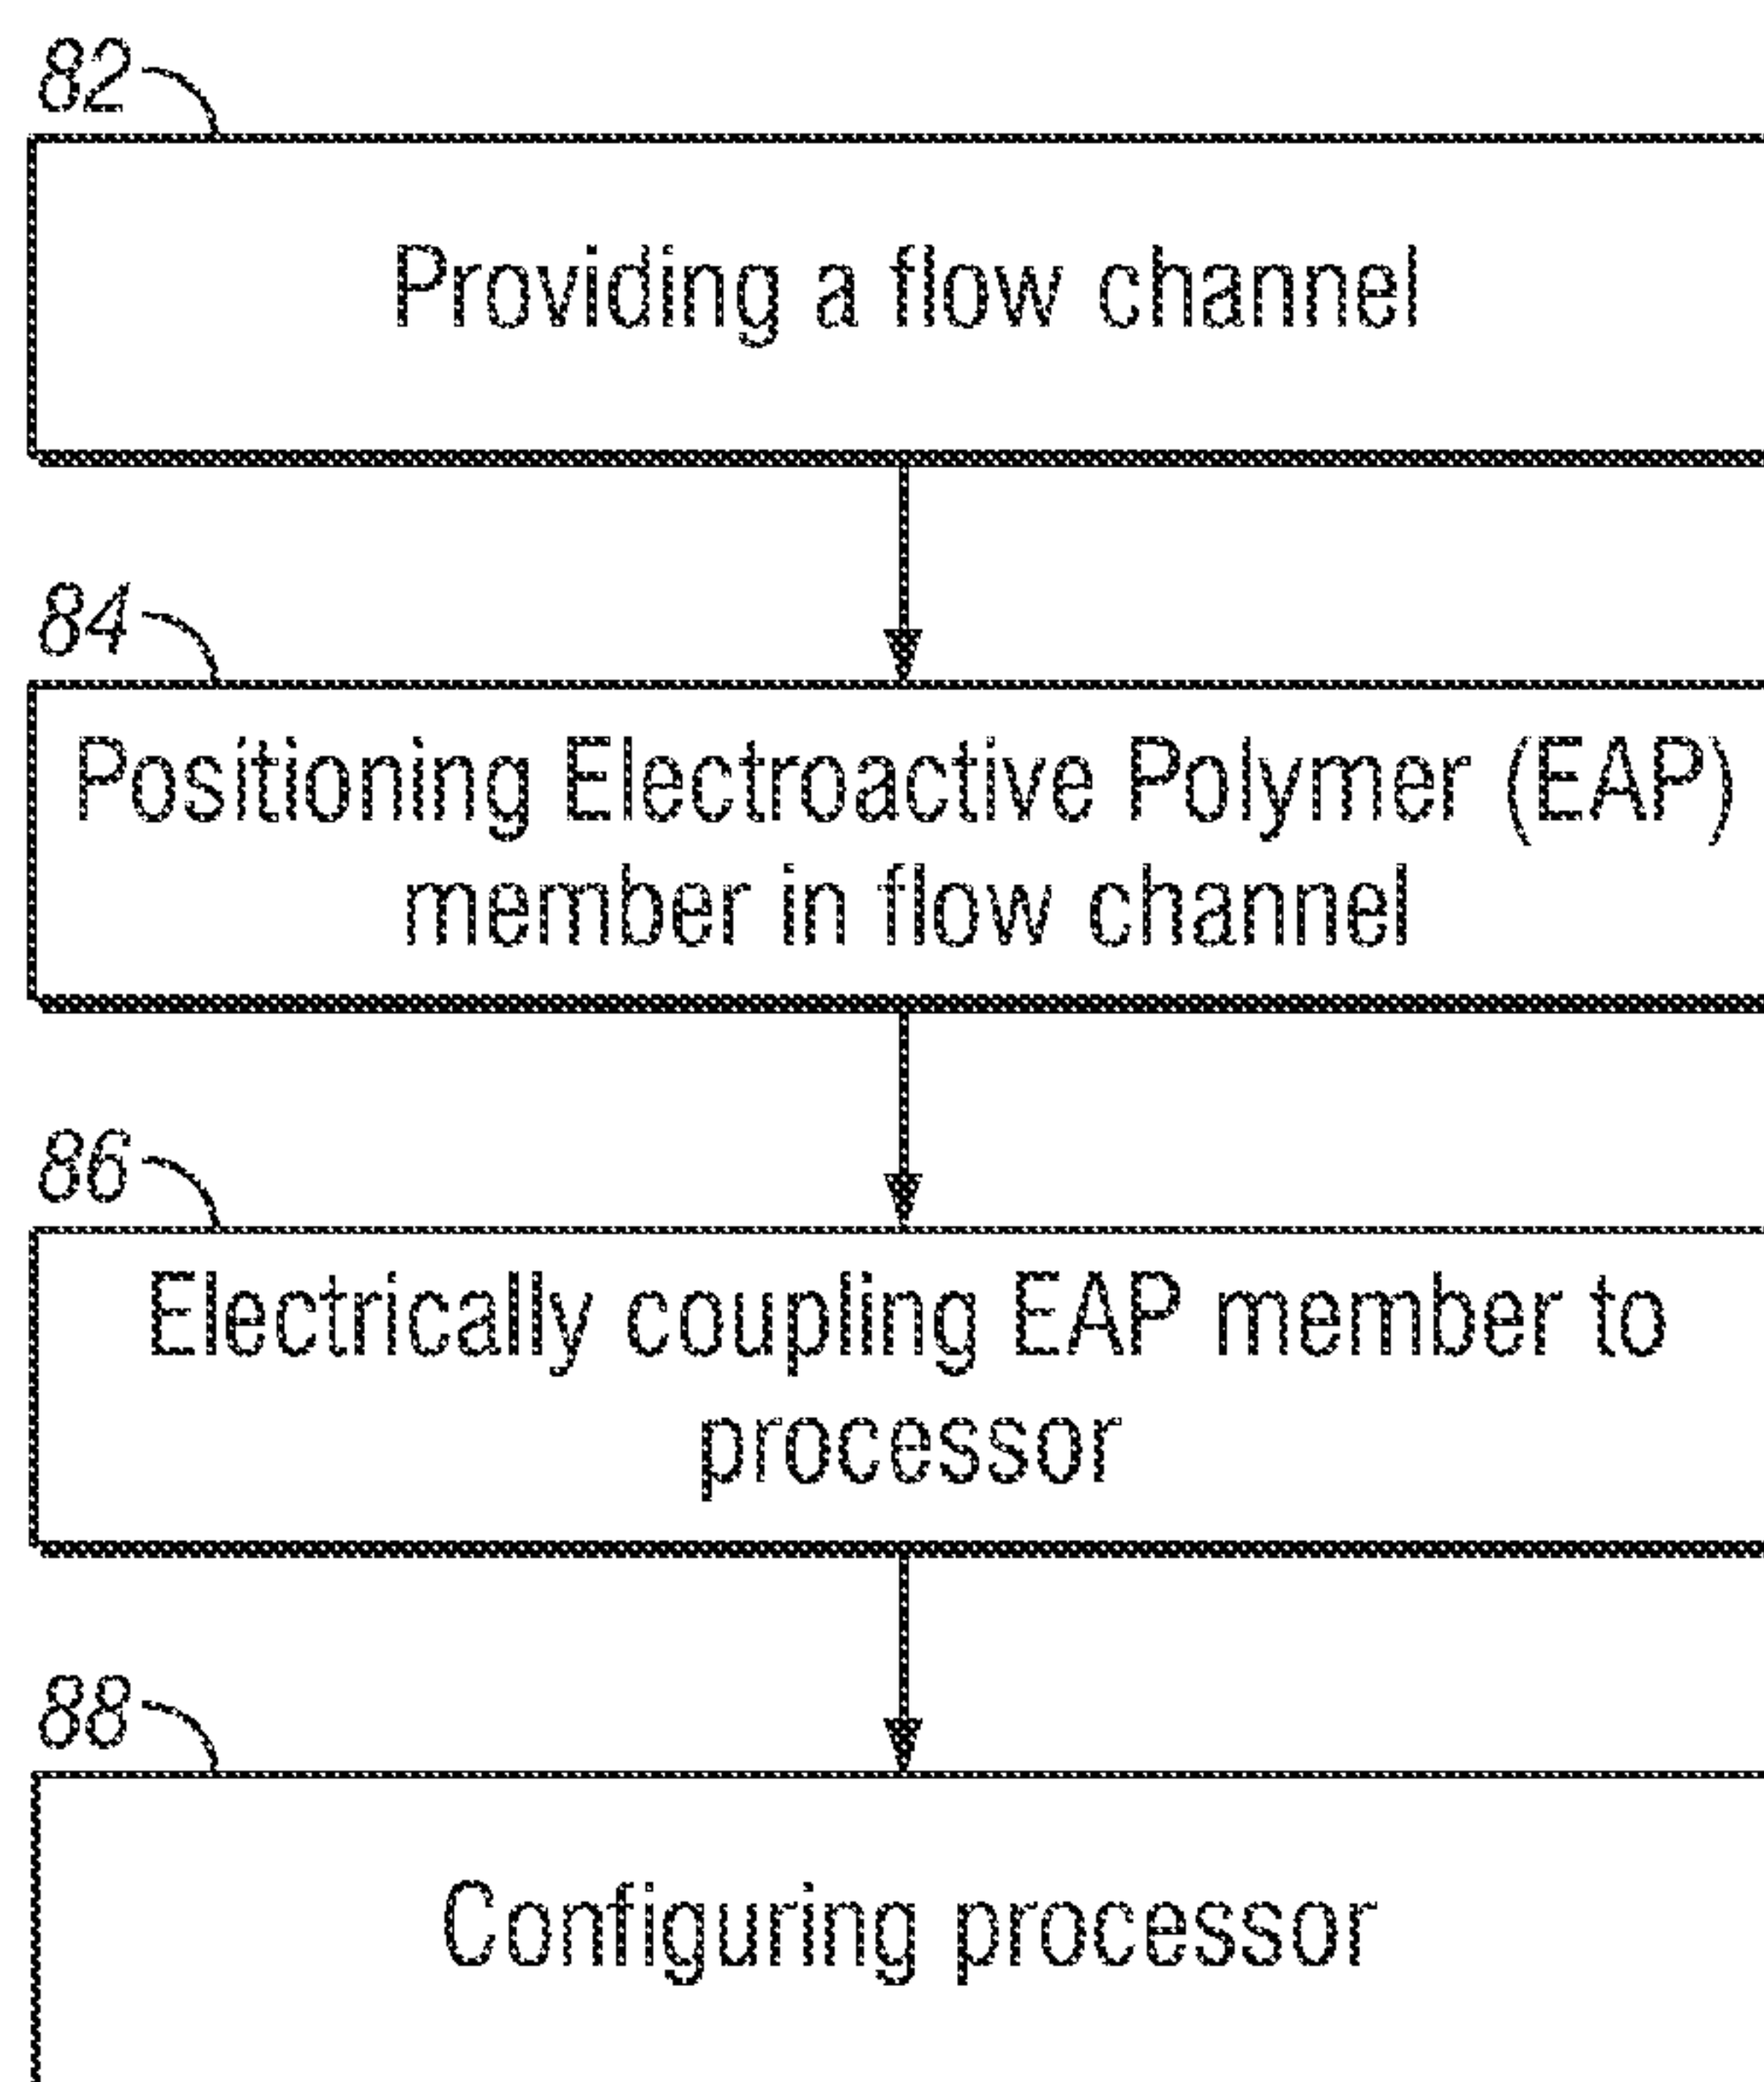 82
Providing a flow channel
84
Positioning Electroactive Polymer (EAP)
member in flow channel
86
Electrically coupling EAP member to
processor
88
Configuring processor